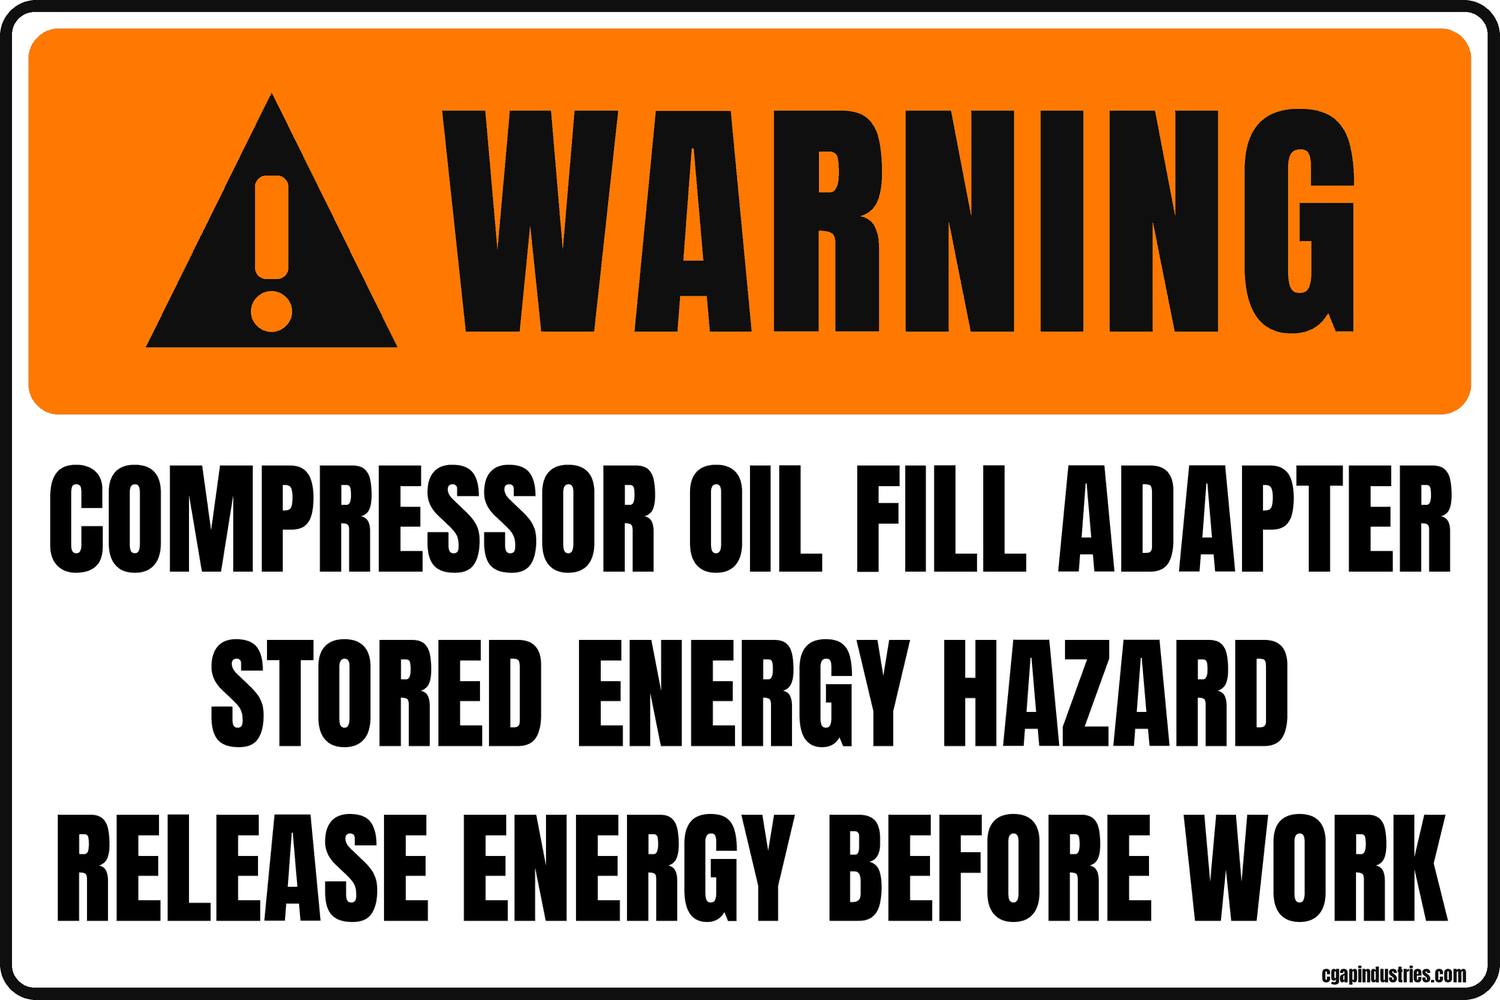 WARNING
COMPRESSOR OIL FILL ADAPTER
STORED ENERGY HAZARD
RELEASE ENERGY BEFORE WORK
cgapindustries.com